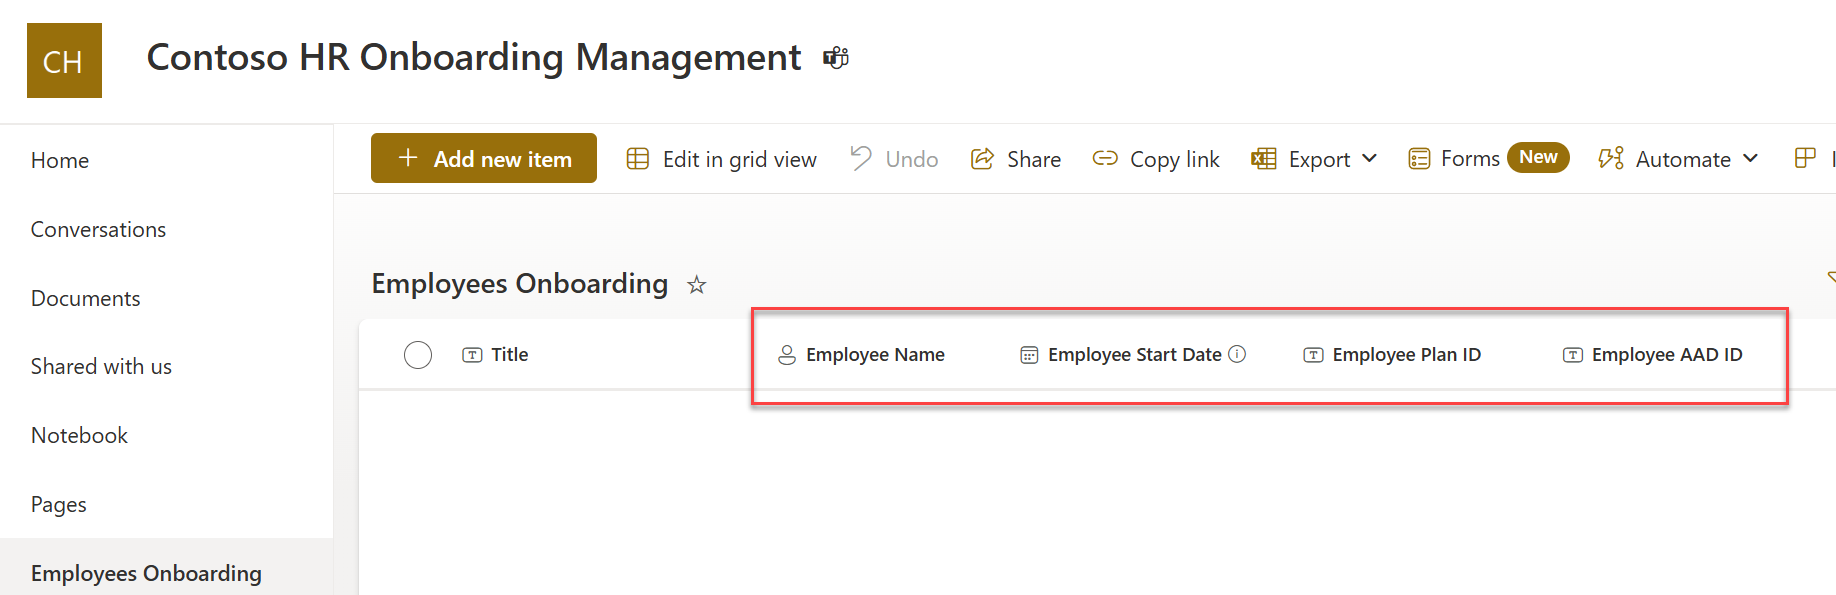 CH
Contoso HR Onboarding Management
Home
Conversations
Documents
Shared with us
Notebook
Pages
Employees Onboarding
+ Add new item Edit in grid view Undo Share Copy link Export Forms New Automate
Employees Onboarding
Title Employee Name Employee Start Date Employee Plan ID Employee AAD ID